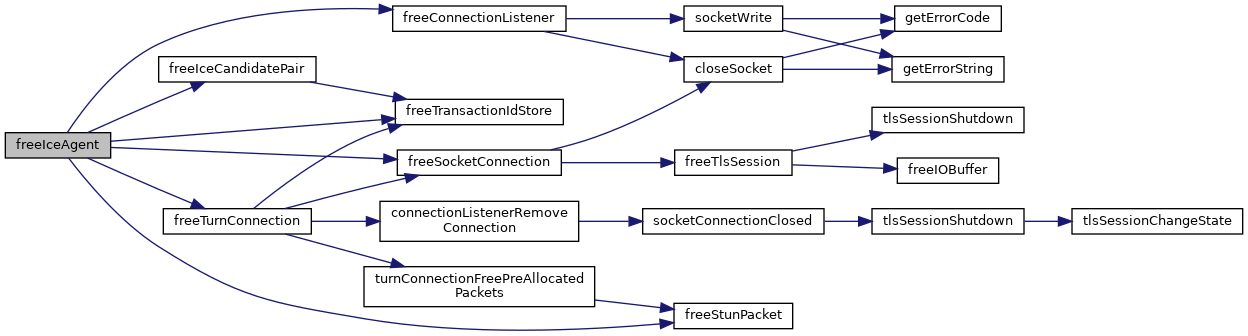 freeIceAgent
freeConnectionListener
freeIceCandidatePair
freeTransactionIdStore
freeSocketConnection
freeTurnConnection
connectionListenerRemove
Connection
turnConnectionFreePreAllocated
Packets
socketWrite
closeSocket
freeTlsSession
socketConnectionClosed
freeStunPacket
getErrorCode
getErrorString
tlsSessionShutdown
freeIOBuffer
tlsSessionShutdown
tlsSessionChangeState